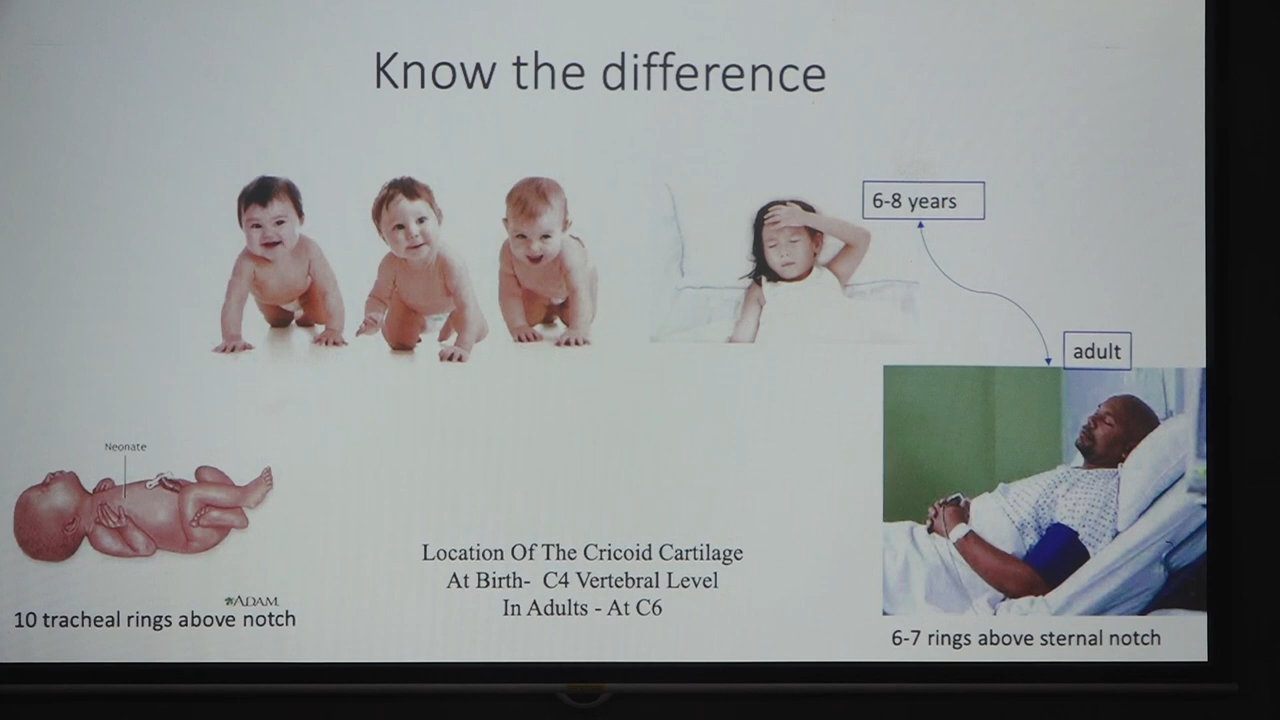 Know the difference
6-8 years
adult
Neonate
ADAM.
10 tracheal rings above notch
Location Of The Cricoid Cartilage
At Birth- C4 Vertebral Level
In Adults - At C6
6-7 rings above sternal notch